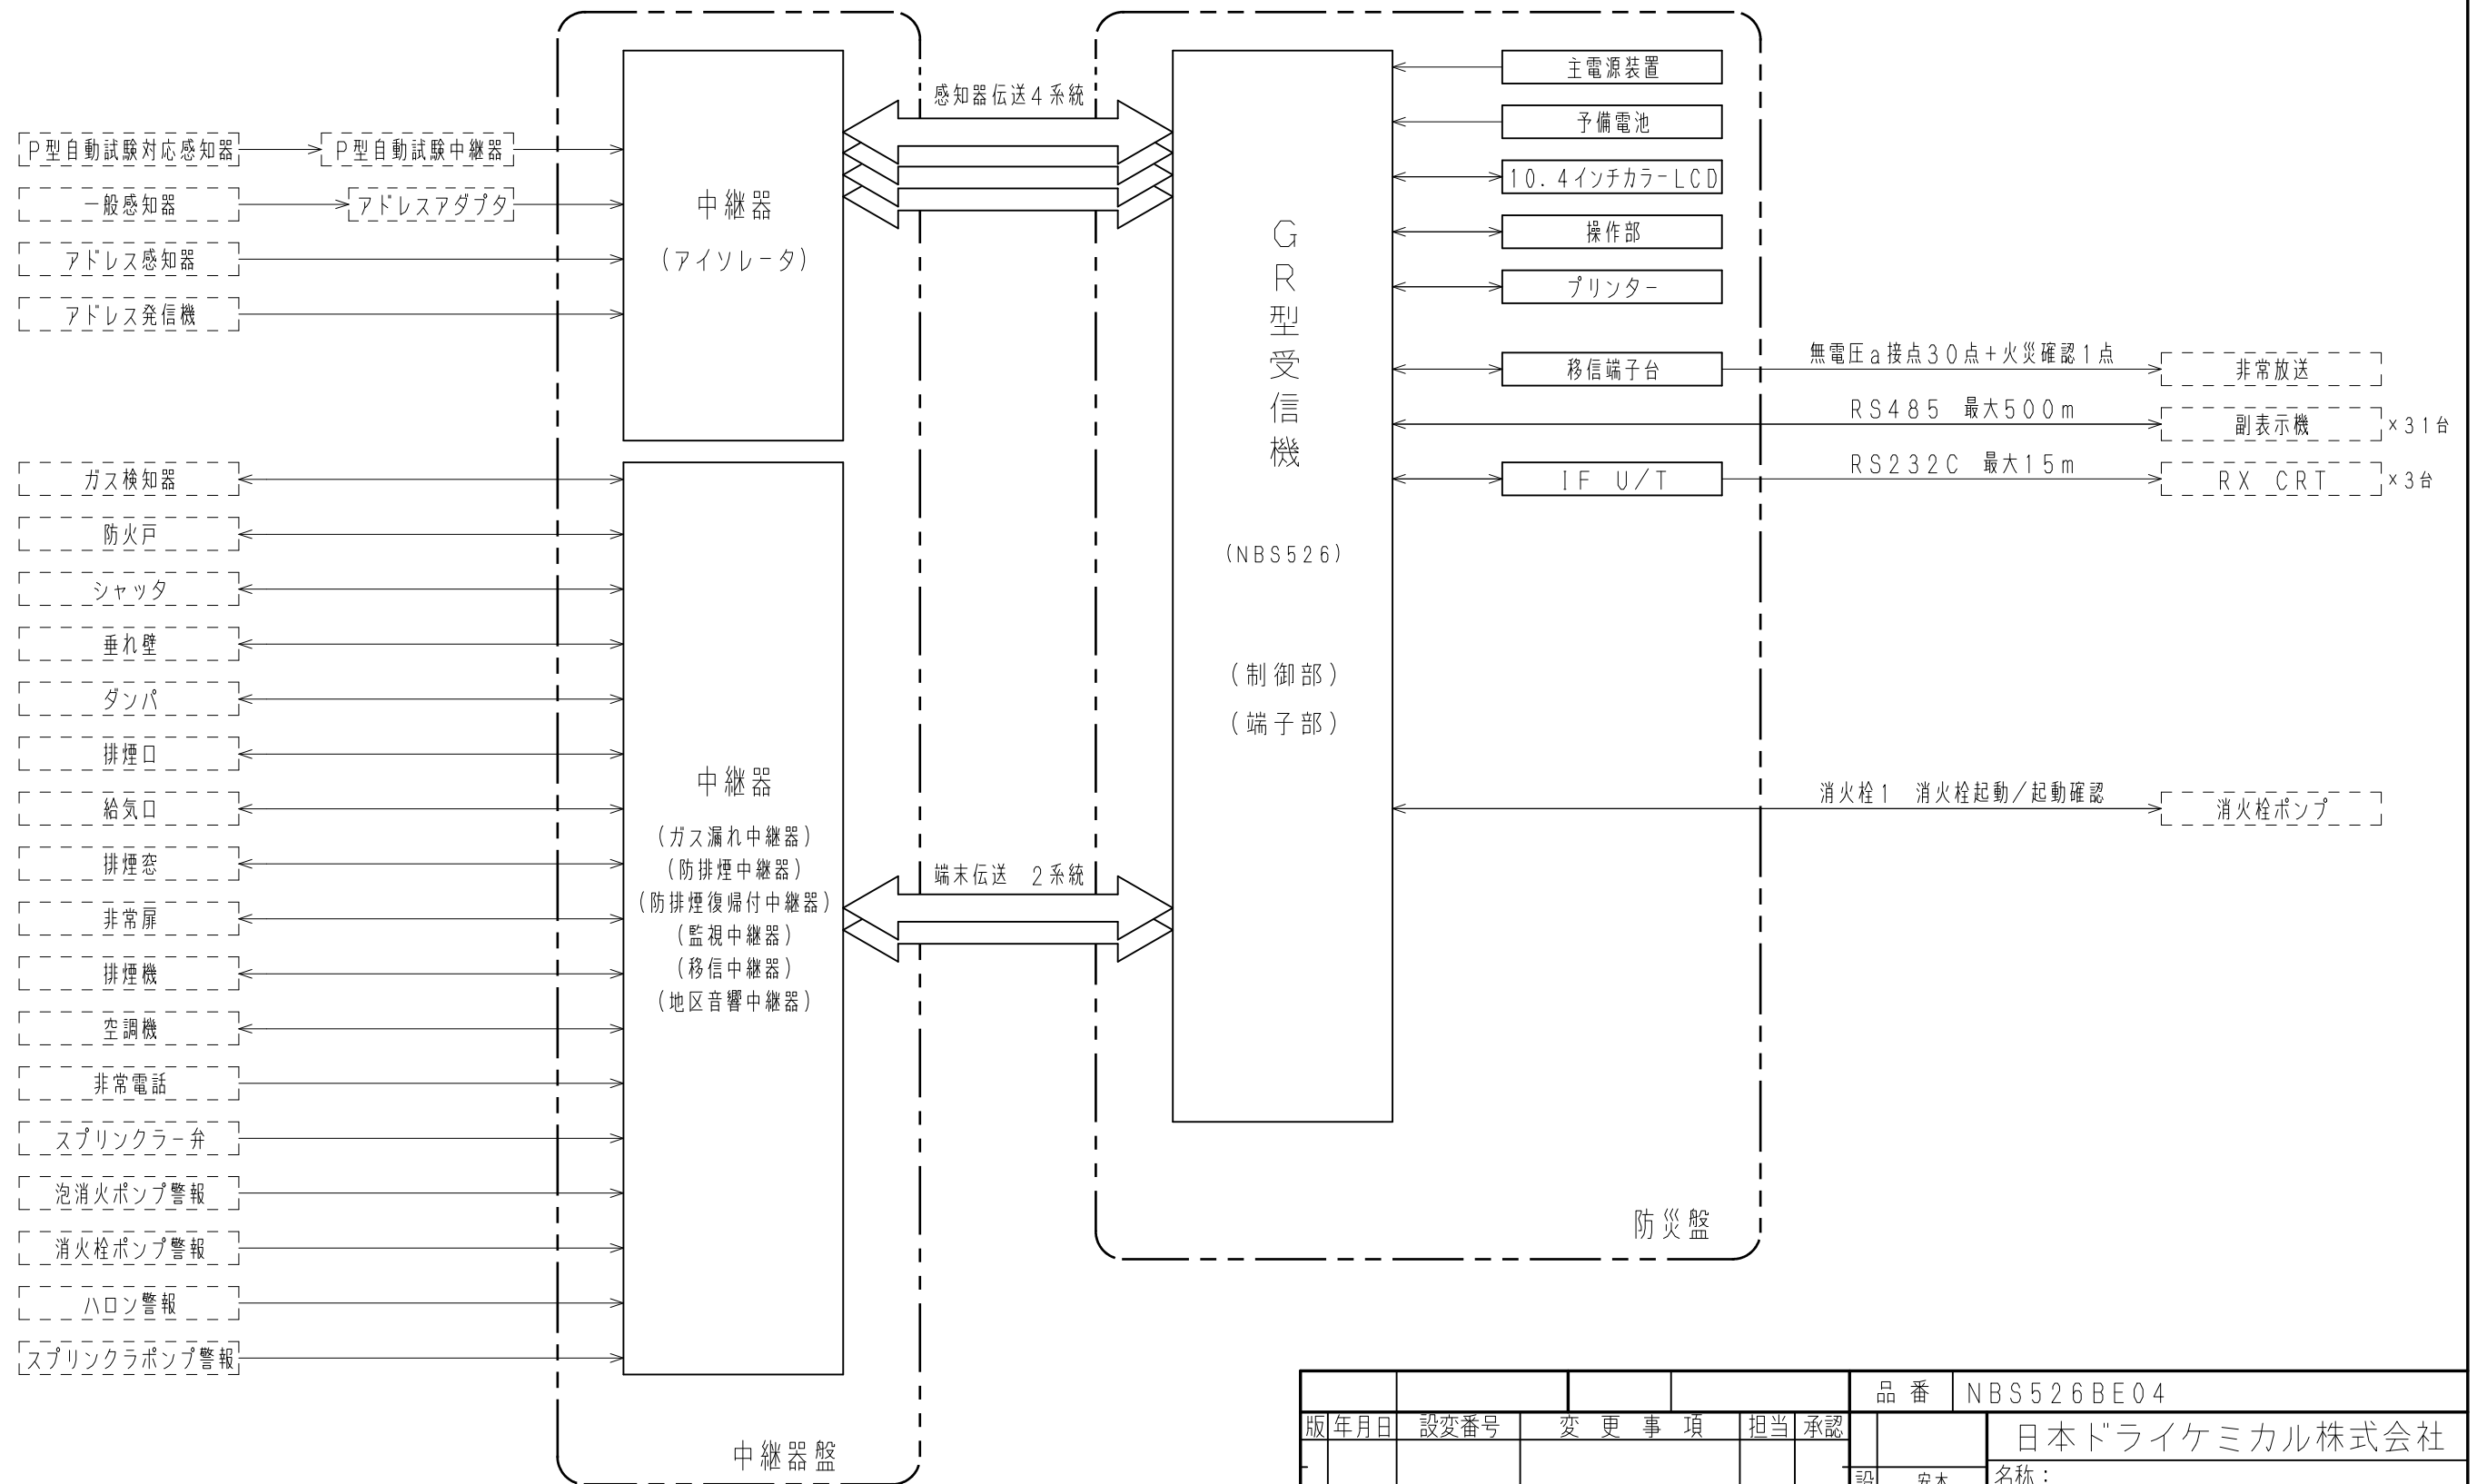 P型自動試験対応感知器
P型自動試験中継器
一般感知器
アドレスアダプタ
アドレス感知器
アドレス発信機
中継器
(アイソレータ)
感知器伝送4系統
ガス検知器
防火戸
シャッタ
垂れ壁
ダンパ
排煙口
給気口
排煙窓
非常扉
排煙機
空調機
非常電話
スプリンクラー弁
泡消火ポンプ警報
消火栓ポンプ警報
ハロン警報
スプリンクラポンプ警報
中継器
(ガス漏れ中継器)
(防排煙中継器)
(防排煙復帰付中継器)
(監視中継器)
(移信中継器)
(地区音響中継器)
端末伝送 2系統
中継器盤
GR型受信機
(NBS526)
(制御部)
(端子部)
主電源装置
予備電池
10.4インチカラーLCD
操作部
プリンター
移信端子台
無電圧a接点30点+火災確認1点
非常放送
RS485 最大500m
副表示機
×31台
IF U/T
RS232C 最大15m
RX CRT
×3台
消火栓1 消火栓起動/起動確認
消火栓ポンプ
防災盤
品番 NBS526BE04
版 年月日 設変番号 変更事項 担当 承認
日本ドライケミカル株式会社
設 安本
名称: